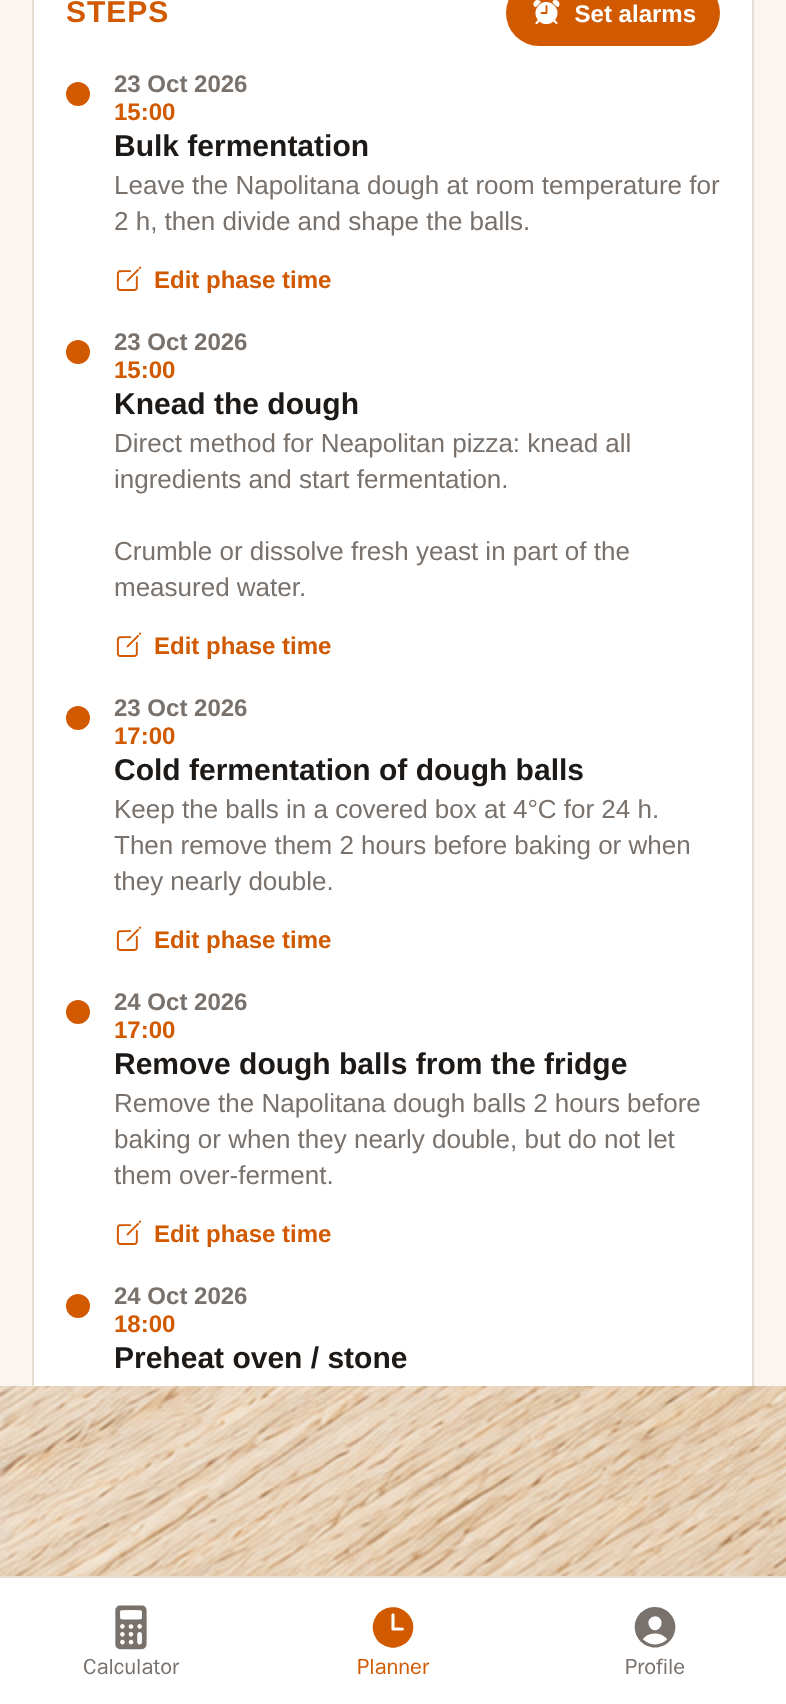 STEPS
Set alarms
23 Oct 2026
15:00
Bulk fermentation
Leave the Napolitana dough at room temperature for
2 h, then divide and shape the balls.
Edit phase time
23 Oct 2026
15:00
Knead the dough
Direct method for Neapolitan pizza: knead all
ingredients and start fermentation.
Crumble or dissolve fresh yeast in part of the
measured water.
Edit phase time
23 Oct 2026
17:00
Cold fermentation of dough balls
Keep the balls in a covered box at 4°C for 24 h.
Then remove them 2 hours before baking or when
they nearly double.
Edit phase time
24 Oct 2026
17:00
Remove dough balls from the fridge
Remove the Napolitana dough balls 2 hours before
baking or when they nearly double, but do not let
them over-ferment.
Edit phase time
24 Oct 2026
18:00
Preheat oven / stone
Calculator
Planner
Profile